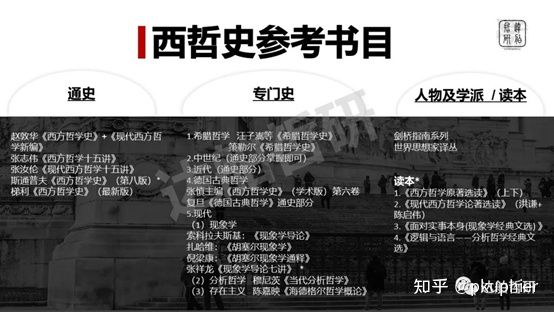 西哲史参考书目
通史
赵敦华《西方哲学史》+《现代西方哲
学新编》
张志伟《西方哲学十五讲》
张汝伦《现代西方哲学十五讲》
斯通普夫《西方哲学史》（第八版）*
梯利《西方哲学史》（最新版）
专门史
1.希腊哲学 汪子嵩等《希腊哲学史》
策勒尔《希腊哲学史》
2.中世纪（通史部分掌握即可）
3.近代（通史部分）
4.德国古典哲学
张慎主编《西方哲学史》（学术版）第六卷
复旦《德国古典哲学》通史部分
5.现代
（1）现象学
索科拉夫斯基：《现象学导论》
扎哈维：《胡塞尔现象学》
倪梁康：《胡塞尔现象学通释》
张祥龙《现象学导论七讲》 *
（2）分析哲学 穆尼茨《当代分析哲学》
（3）存在主义 陈嘉映《海德格尔哲学概论》
人物及学派 / 读本
剑桥指南系列
世界思想家译丛
读本*
1.《西方哲学原著选读》（上下）
2.《现代西方哲学论著选读》（洪谦+
陈启伟）
3.《面对实事本身(现象学经典文选) 》
4.《逻辑与语言——分析哲学经典文
选》
知乎 @pkuphier